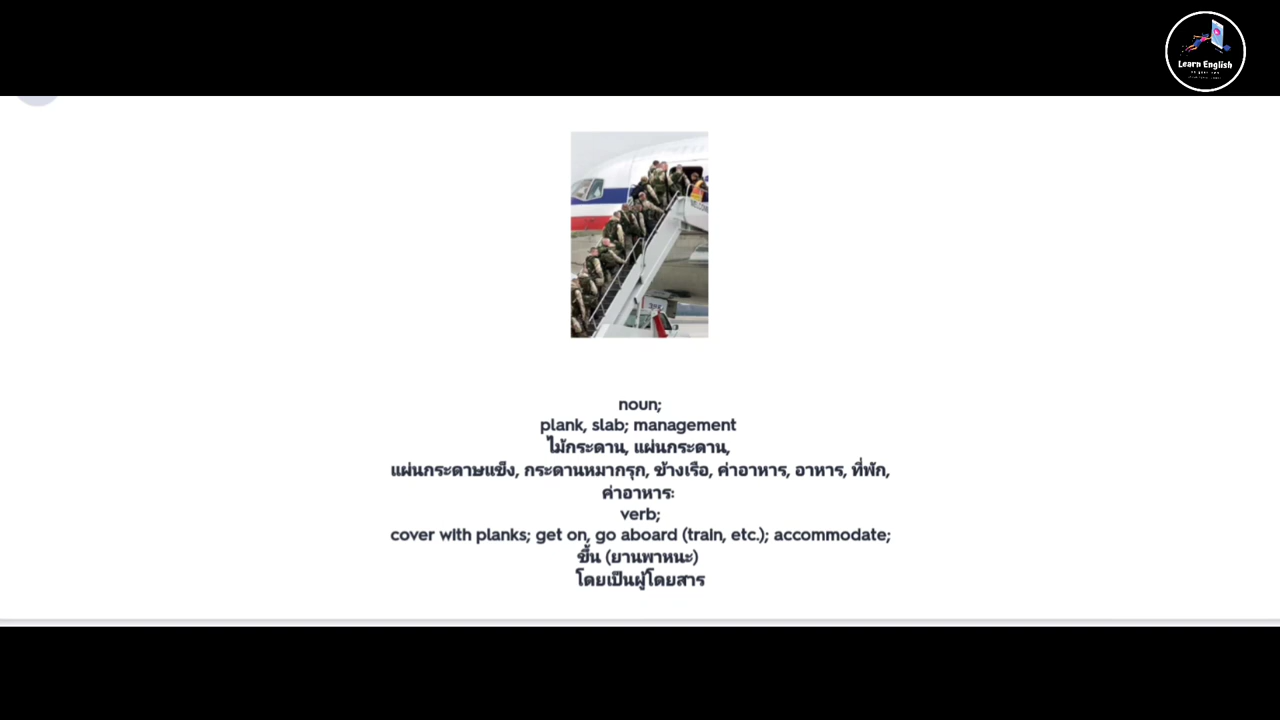 Learn English
noun;
plank, slab; management
ไม้กระดาน, แผ่นกระดาน,
แผ่นกระดาษแข็ง, กระดานหมากรุก, ข้างเรือ, ค่าอาหาร, อาหาร, ที่พัก,
ค่าอาหาร:
verb;
cover with planks; get on, go aboard (train, etc.); accommodate;
ขึ้น (ยานพาหนะ)
โดยเป็นผู้โดยสาร